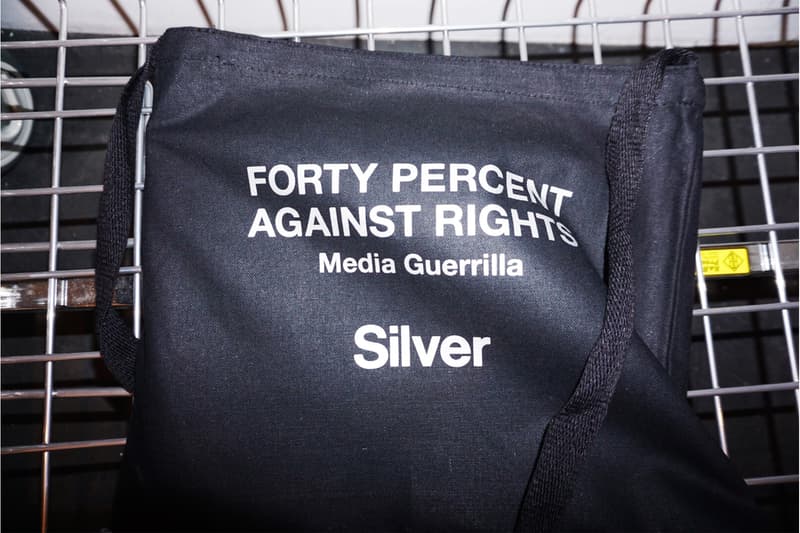 FORTY PERCENT
AGAINST RIGHTS
Media Guerrilla
Silver